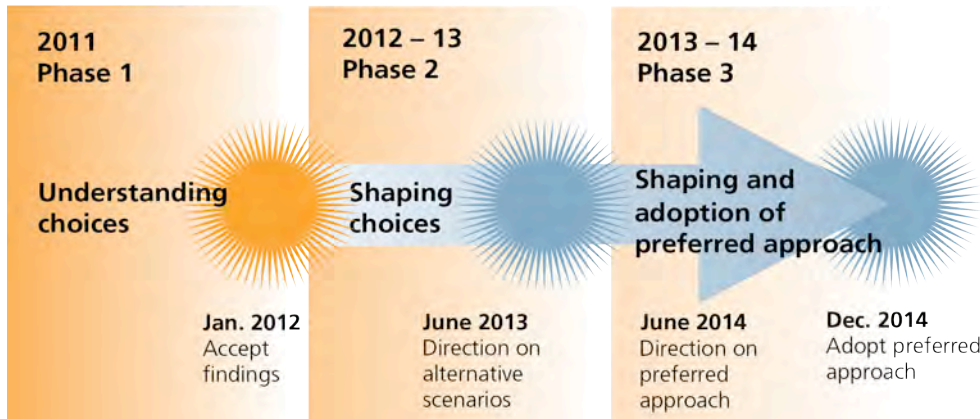 2011
Phase 1
Understanding
choices
Jan. 2012
Accept
findings
2012 – 13
Phase 2
Shaping
choices
June 2013
Direction on
alternative
scenarios
2013 – 14
Phase 3
Shaping and
adoption of
preferred approach
June 2014
Direction on
preferred
approach
Dec. 2014
Adopt preferred
approach